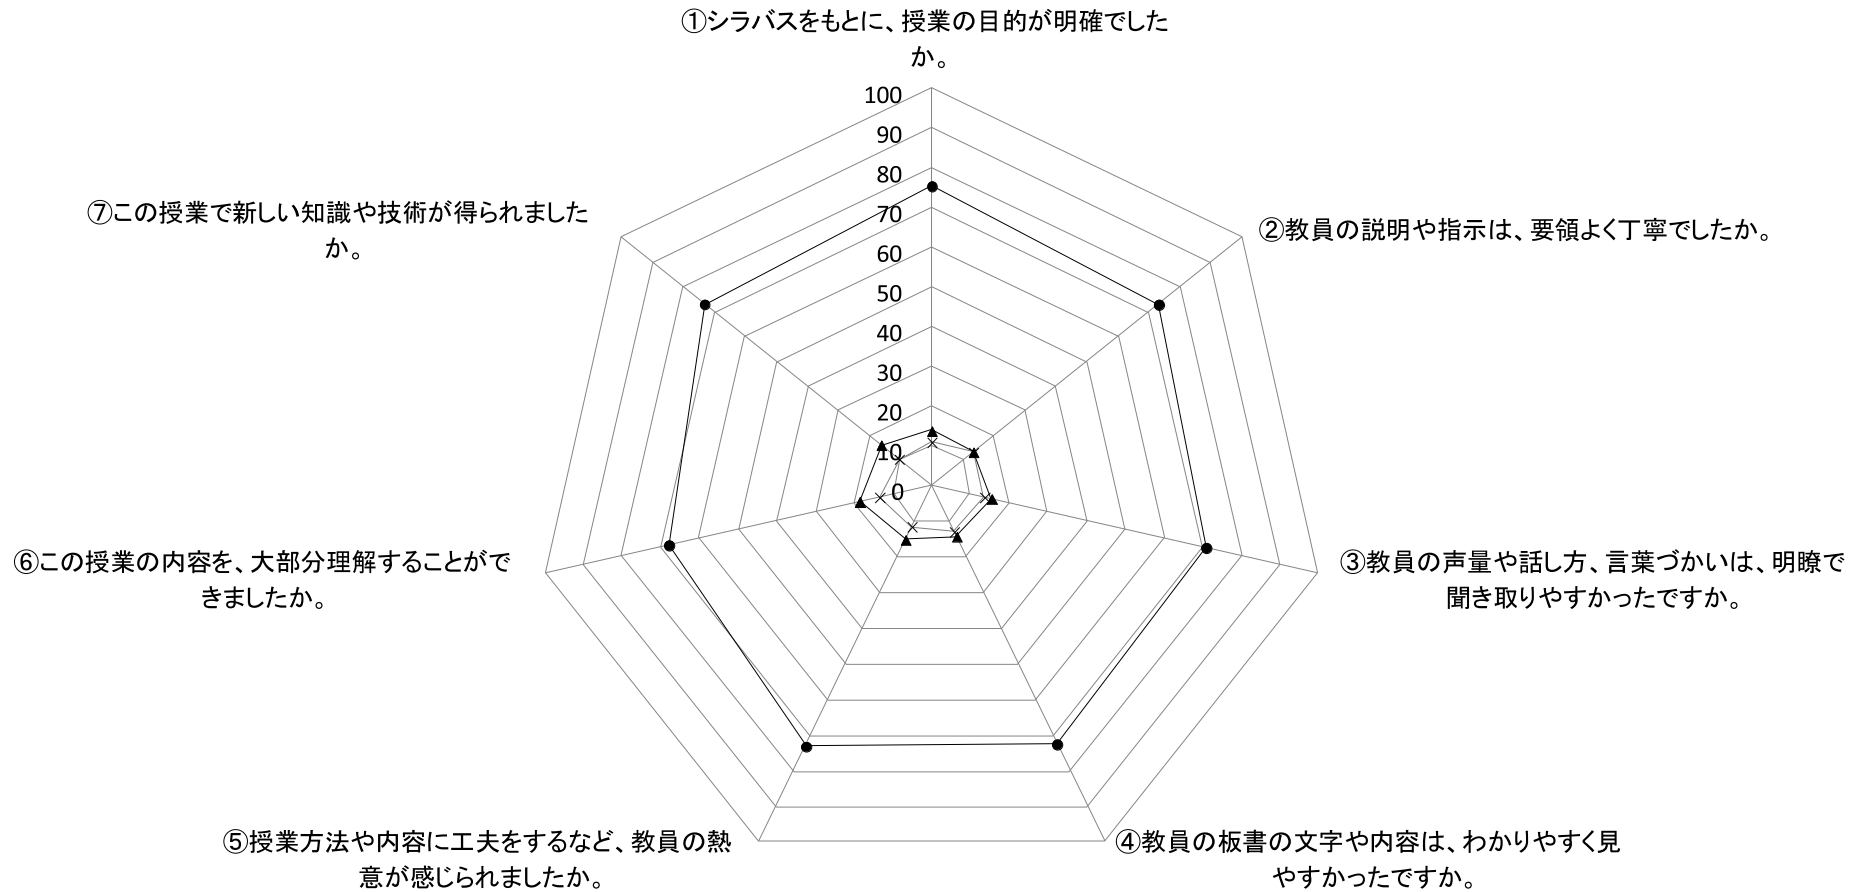 ①シラバスをもとに、授業の目的が明確でした
か。
100
90
80
70
60
50
40
30
20
10
0
②教員の説明や指示は、要領よく丁寧でしたか。
③教員の声量や話し方、言葉づかいは、明瞭で
聞き取りやすかったですか。
④教員の板書の文字や内容は、わかりやすく見
やすかったですか。
⑤授業方法や内容に工夫をするなど、教員の熱
意が感じられましたか。
⑥この授業の内容を、大部分理解することがで
きましたか。
⑦この授業で新しい知識や技術が得られました
か。